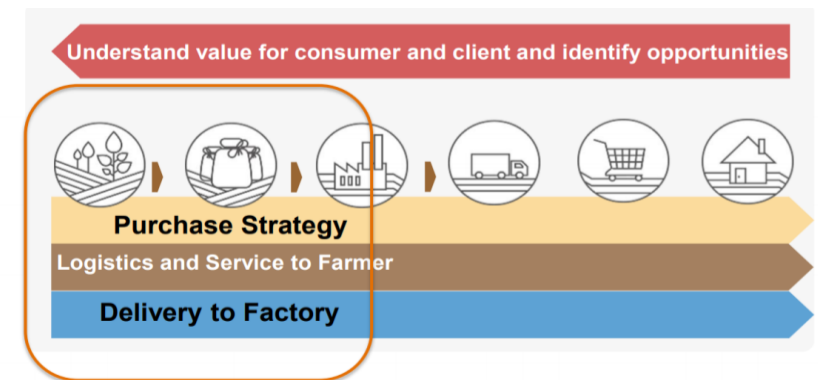 Understand value for consumer and client and identify opportunities
Purchase Strategy
Logistics and Service to Farmer
Delivery to Factory